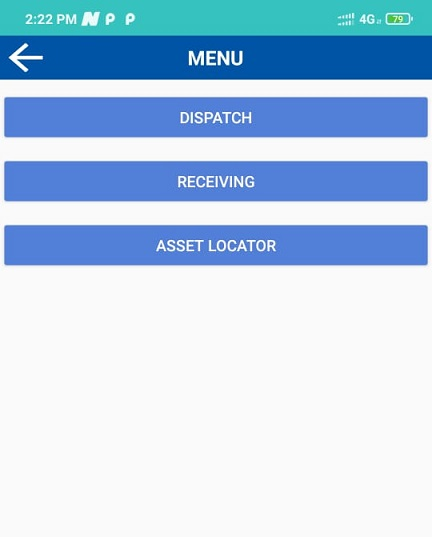 2:22 PM N P P 4G 79
MENU
DISPATCH
RECEIVING
ASSET LOCATOR